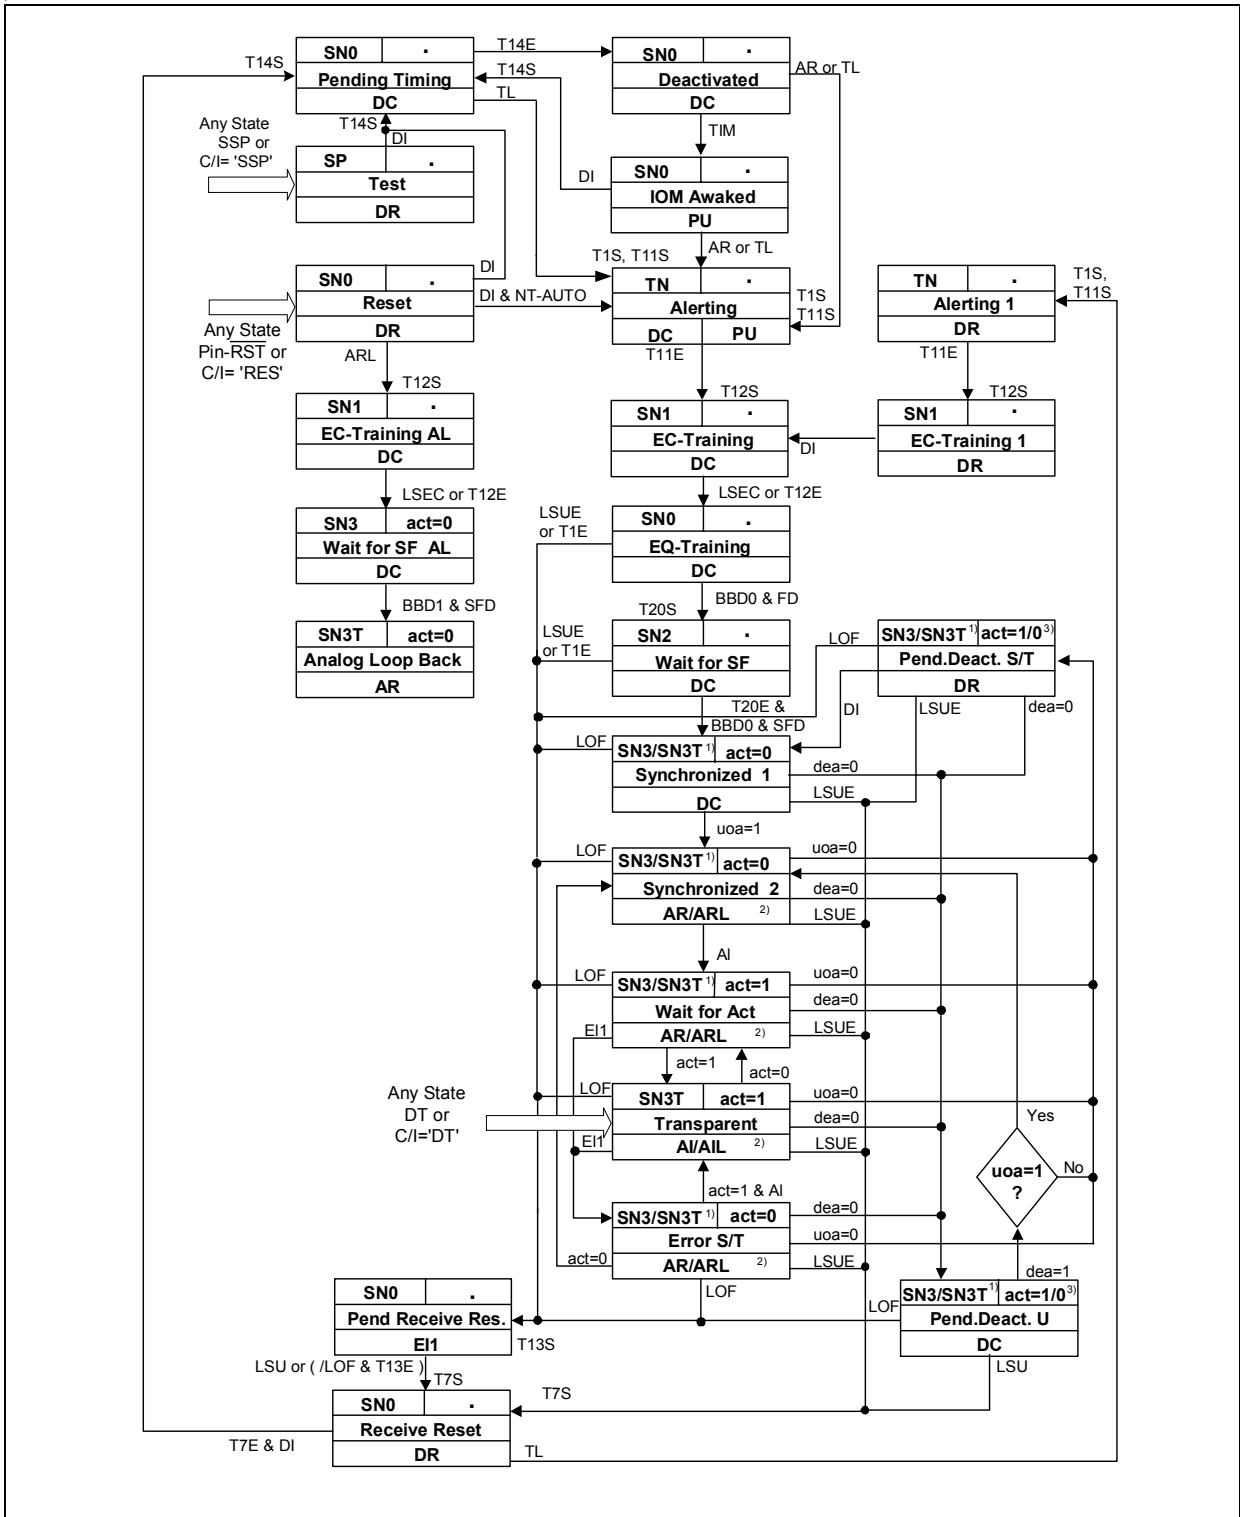 SN0 .
Pending Timing
DC
T14S
T14E
T14S
TL
SN0 .
Deactivated
DC
AR or TL
TIM
T14S
DI
Any State
SSP or
C/I= 'SSP'
SP .
Test
DR
SN0 .
IOM Awaked
PU
DI
AR or TL
T1S, T11S
DI
SN0 .
Reset
DR
DI & NT-AUTO
Any State
Pin-RST or
C/I= 'RES'
ARL
TN .
Alerting
DC PU
T1S
T11S
T11E
TN .
Alerting 1
DR
T1S,
T11S
T11E
T12S
SN1 .
EC-Training AL
DC
T12S
SN1 .
EC-Training
DC
T12S
SN1 .
EC-Training 1
DR
DI
LSEC or T12E
LSEC or T12E
SN3 act=0
Wait for SF AL
DC
LSUE
or T1E
SN0 .
EQ-Training
DC
BBD1 & SFD
BBD0 & FD
T20S
SN3T act=0
Analog Loop Back
AR
LSUE
or T1E
SN2 .
Wait for SF
DC
LOF
SN3/SN3T 1) act=1/0 3)
Pend.Deact. S/T
DR
T20E &
BBD0 & SFD
DI
LSUE
dea=0
LOF
SN3/SN3T 1) act=0
Synchronized 1
DC
dea=0
LSUE
uoa=1
LOF
SN3/SN3T 1) act=0
Synchronized 2
AR/ARL 2)
uoa=0
dea=0
LSUE
AI
LOF
SN3/SN3T 1) act=1
Wait for Act
AR/ARL 2)
uoa=0
dea=0
LSUE
EI1
act=1
act=0
Any State
DT or
C/I='DT'
LOF
SN3T act=1
Transparent
AI/AIL 2)
uoa=0
dea=0
LSUE
EI1
Yes
uoa=1
?
No
act=1 & AI
SN3/SN3T 1) act=0
Error S/T
AR/ARL 2)
dea=0
uoa=0
LSUE
act=0
LOF
dea=1
SN3/SN3T 1) act=1/0 3)
Pend.Deact. U
DC
LOF
LSU
SN0 .
Pend Receive Res.
EI1
T13S
LSU or ( /LOF & T13E )
T7S
T7S
SN0 .
Receive Reset
DR
T7E & DI
TL